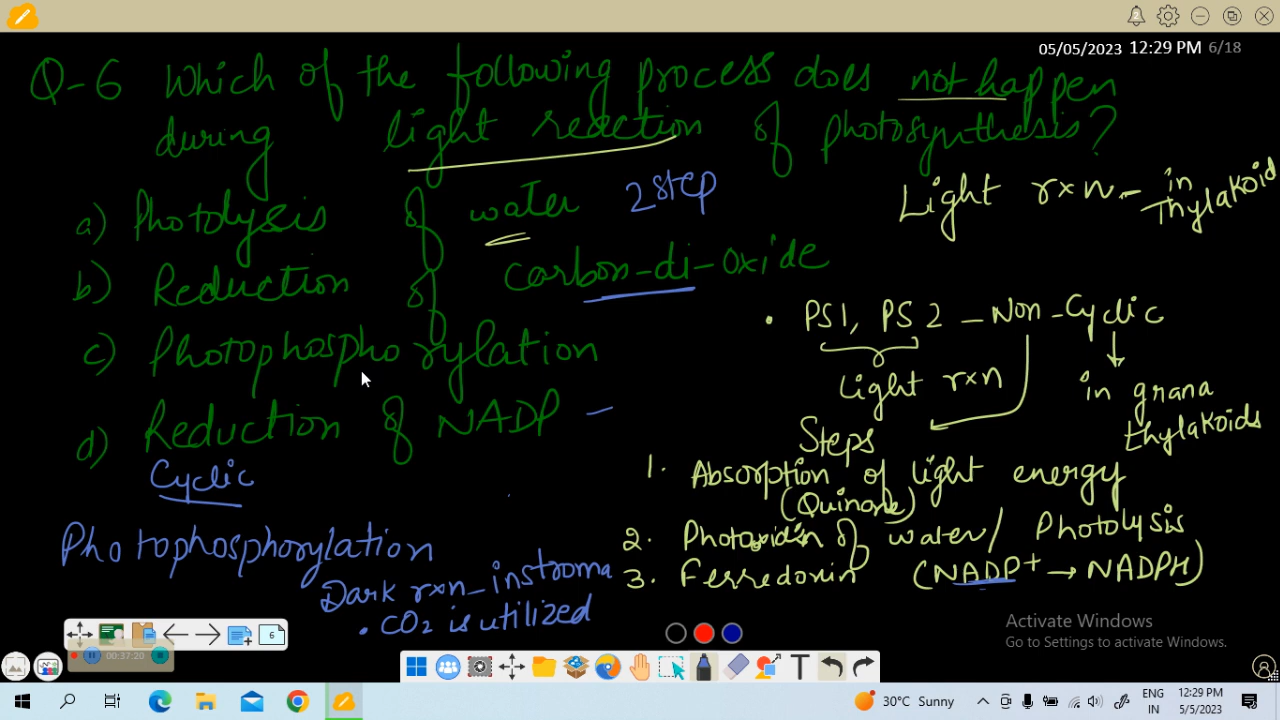 05/05/2023 12:29 PM 6/18
Q-6 Which of the following process does not happen
during light reaction of photosynthesis?
a) Photolysis of water 2 step
b) Reduction of Carbon-di-oxide
c) Photophosphorylation
d) Reduction of NADP -
Cyclic
Photophosphorylation
Dark rxn - in stroma
• CO2 is utilized
Light rxn - in Thylakoid
• PS1, PS2 - Non-Cyclic
Light rxn
in grana
thylakoids
Steps
1. Absorption of light energy
(Quinone)
2. Photoxidn of water/ Photolysis
3. Ferredoxin (NADP+ → NADPH)
Activate Windows
Go to Settings to activate Windows.
6
00:37:20
T
30°C Sunny
ENG
IN
12:29 PM
5/5/2023